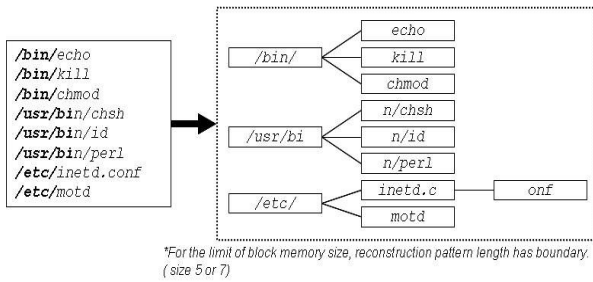 /bin/echo
/bin/kill
/bin/chmod
/usr/bin/chsh
/usr/bin/id
/usr/bin/perl
/etc/inetd.conf
/etc/motd
/bin/
echo
kill
chmod
/usr/bi
n/chsh
n/id
n/perl
/etc/
inetd.c
onf
motd
*For the limit of block memory size, reconstruction pattern length has boundary.
( size 5 or 7)